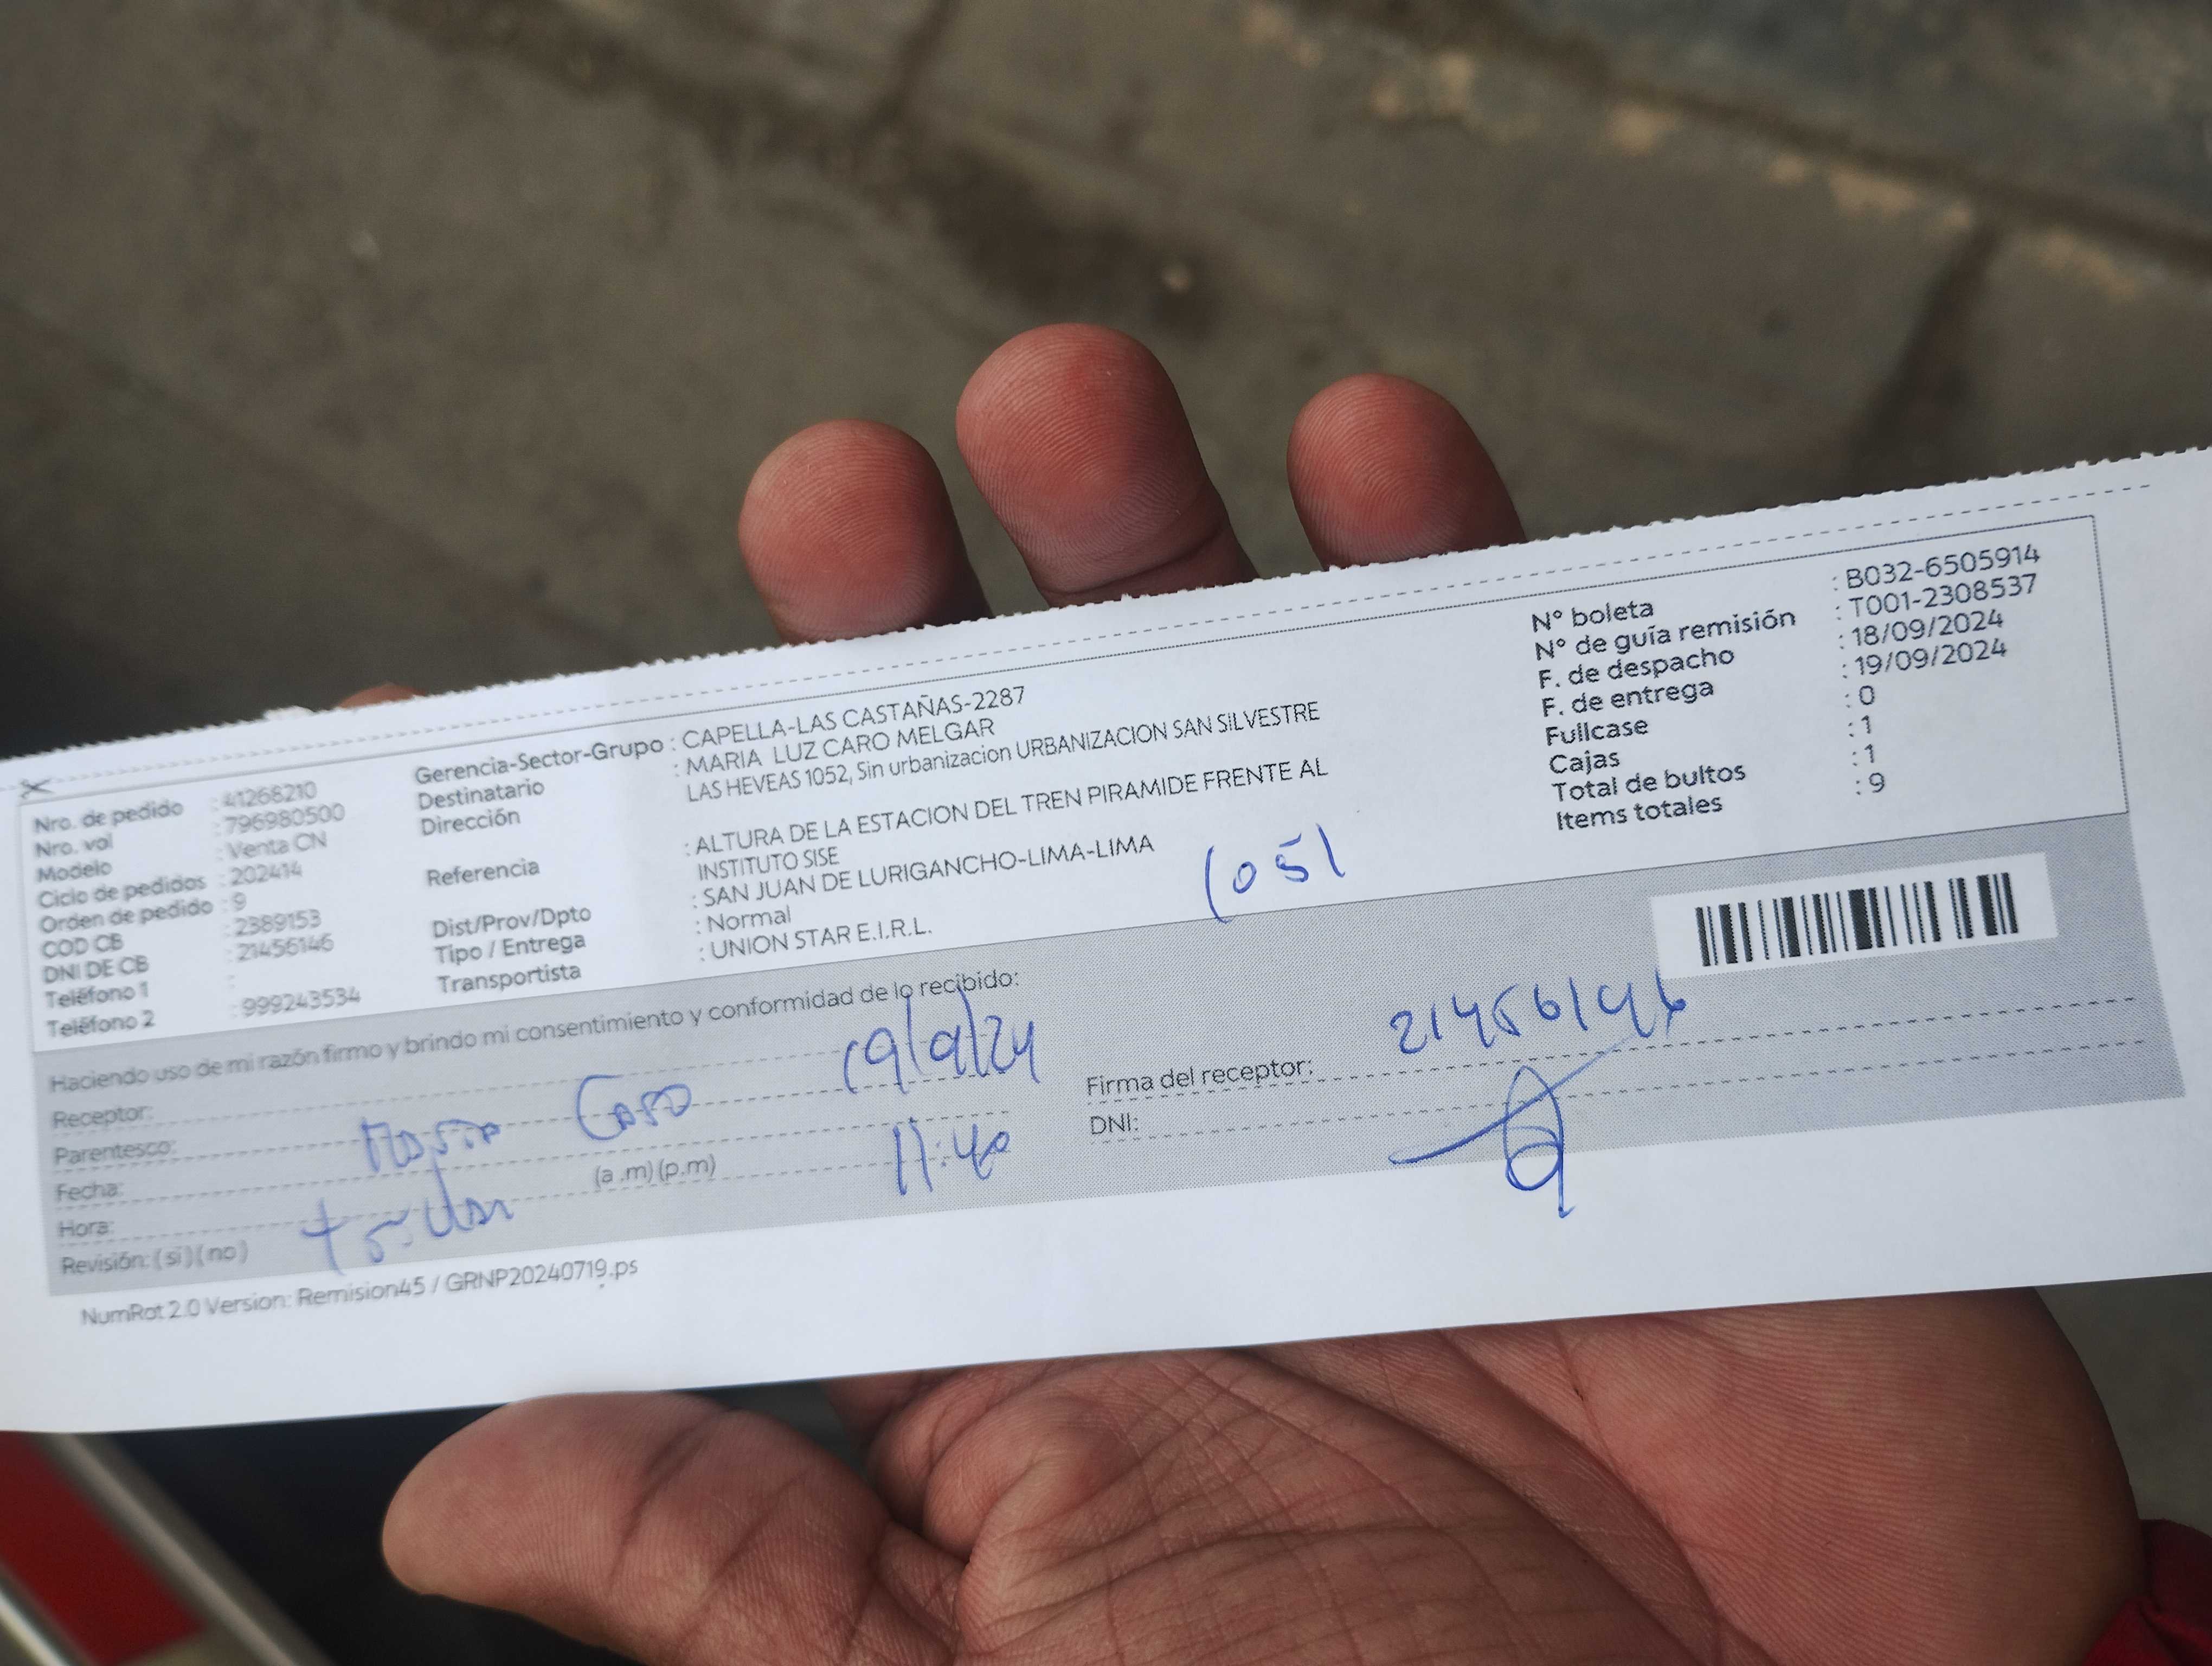 Nro. de pedido : 41268210
Nro. val : 796980500
Modelo : Venta CN
Ciclo de pedidos : 202414
Orden de pedido : 9
COD CB : 2389153
DNI DE CB : 21456146
Teléfono 1 :
Teléfono 2 : 999243534
Gerencia-Sector-Grupo : CAPELLA-LAS CASTAÑAS-2287
Destinatario : MARIA LUZ CARO MELGAR
Dirección LAS HEVEAS 1052, Sin urbanizacion URBANIZACION SAN SILVESTRE
Referencia : ALTURA DE LA ESTACION DEL TREN PIRAMIDE FRENTE AL
INSTITUTO SISE
Dist/Prov/Dpto : SAN JUAN DE LURIGANCHO-LIMA-LIMA
Tipo / Entrega : Normal
Transportista : UNION STAR E.I.R.L.
N° boleta : B032-6505914
N° de guía remisión : T001-2308537
F. de despacho : 18/09/2024
F. de entrega : 19/09/2024
Fullcase : 0
Cajas : 1
Total de bultos : 1
Items totales : 9
1051
Haciendo uso de mi razón firmo y brindo mi consentimiento y conformidad de lo recibido:
Receptor:
Parentesco: Maria Caro 19/9/24
Fecha:
Hora: (a .m) (p.m) 11:40
Revisión: ( si ) ( no )
Firma del receptor: 21456146
DNI:
NumRot 2.0 Version: Remision45 / GRNP20240719.ps